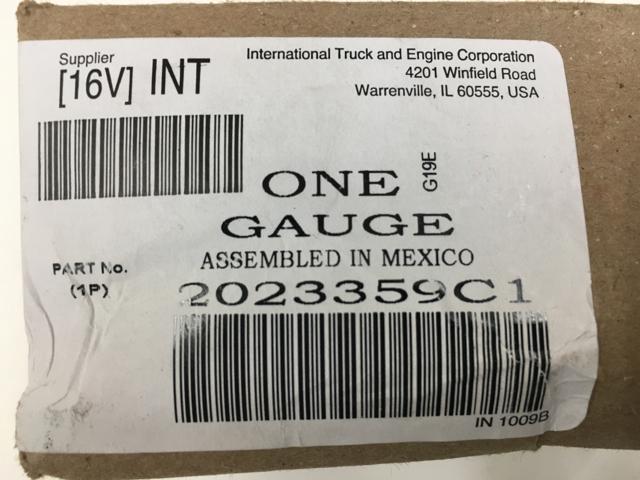 Supplier
[16V] INT
International Truck and Engine Corporation
4201 Winfield Road
Warrenville, IL 60555, USA
G19E
ONE
GAUGE
ASSEMBLED IN MEXICO
PART No.
(1P)
2023359C1
IN 1009B